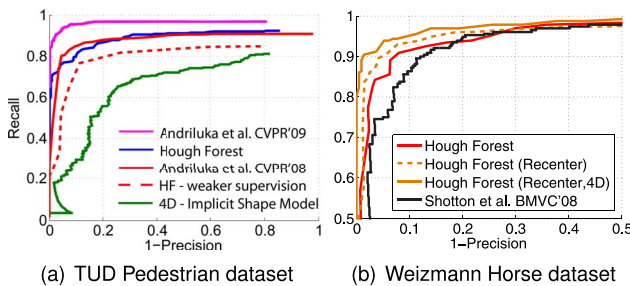 1
0.8
0.6
0.4
0.2
0
Recall
0 0.2 0.4 0.6 0.8 1
1-Precision
Andriluka et al. CVPR'09
Hough Forest
Andriluka et al. CVPR'08
HF - weaker supervision
4D - Implicit Shape Model
(a) TUD Pedestrian dataset
1
0.9
0.8
0.7
0.6
0.5
0 0.1 0.2 0.3 0.4 0.5
1-Precision
Hough Forest
Hough Forest (Recenter)
Hough Forest (Recenter,4D)
Shotton et al. BMVC'08
(b) Weizmann Horse dataset